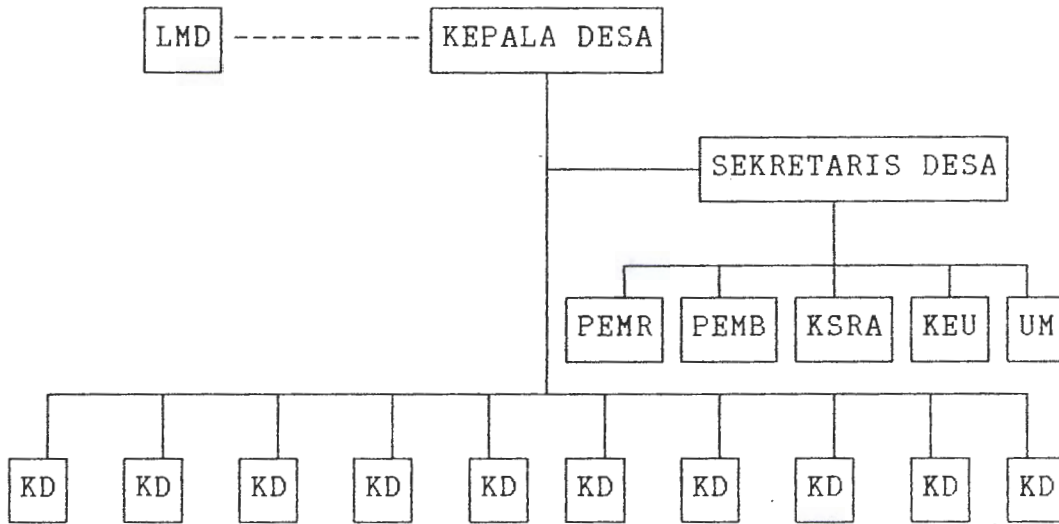 LMD KEPALA DESA
SEKRETARIS DESA
PEMR PEMB KSRA KEU UM
KD KD KD KD KD KD KD KD KD KD